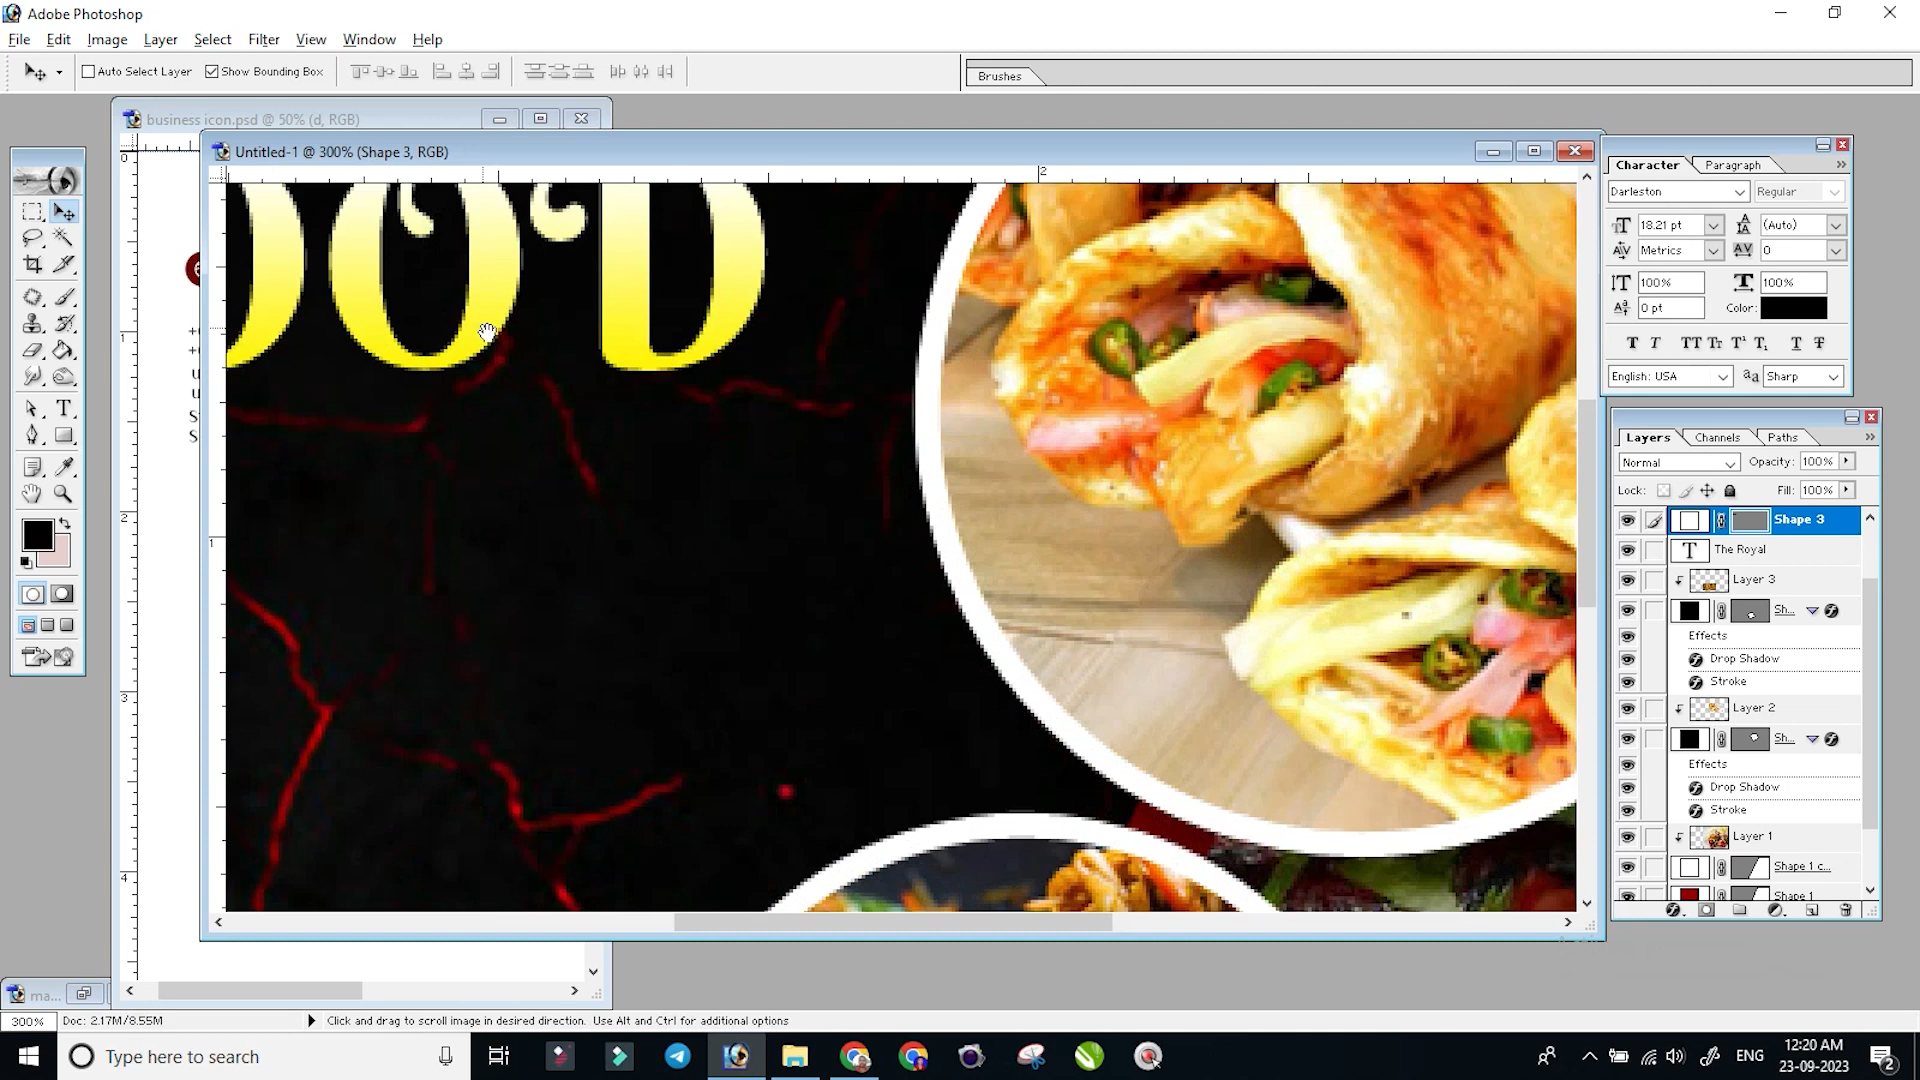 Adobe Photoshop
File Edit Image Layer Select Filter View Window Help
Auto Select Layer Show Bounding Box
Brushes
business icon.psd @ 50% (d, RGB)
Untitled-1 @ 300% (Shape 3, RGB)
OOD
Character Paragraph
Darleston Regular
18.21 pt (Auto)
Metrics 0
100% 100%
0 pt Color:
English: USA aa Sharp
Layers Channels Paths
Normal Opacity: 100%
Lock: Fill: 100%
Shape 3
T The Royal
Layer 3
Sh...
Effects
Drop Shadow
Stroke
Layer 2
Sh...
Effects
Drop Shadow
Stroke
Layer 1
Shape 1 c...
Shape 1
ma...
300% Doc: 2.17M/8.55M Click and drag to scroll image in desired direction. Use Alt and Ctrl for additional options
Type here to search
ENG
12:20 AM
23-09-2023
2